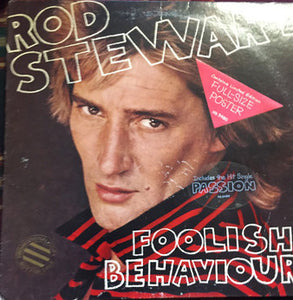 ROD
STEWART
Contains Limited Edition
FULL-SIZE
POSTER
Includes the Hit Single
PASSION
FOOLISH
BEHAVIOUR